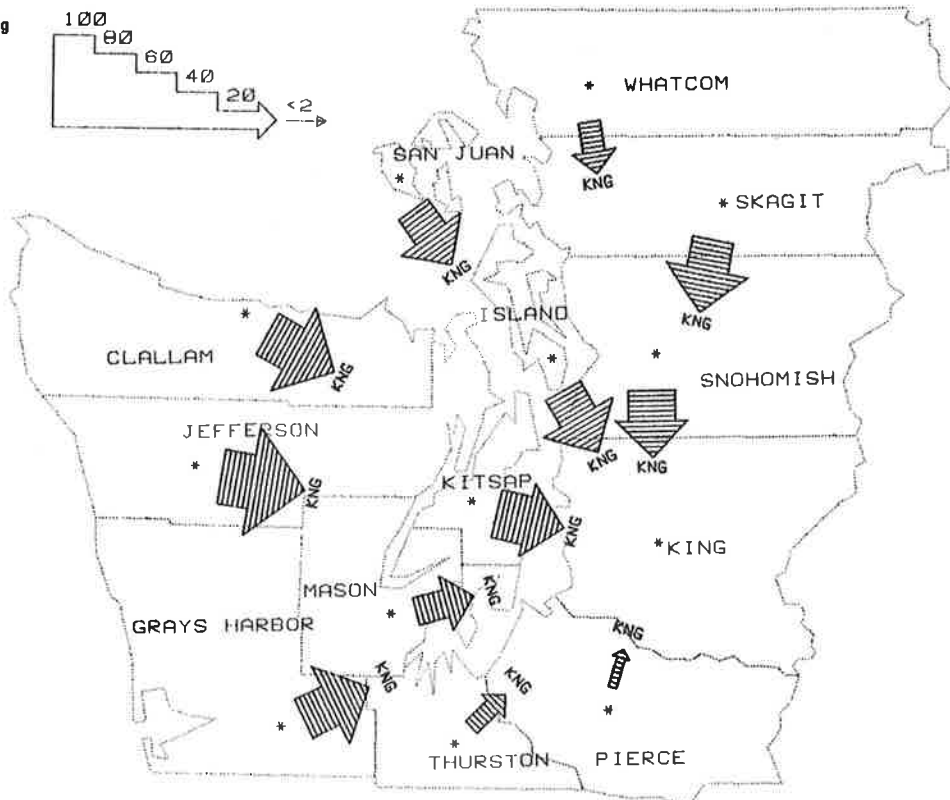 g
100
80
60
40
20
<2
* WHATCOM
SAN JUAN
*
KNG
* SKAGIT
KNG
KNG
*
ISLAND
CLALLAM
*
*
SNOHOMISH
KNG
JEFFERSON
*
KNG
KNG
KITSAP
*
KNG
KNG
* KING
MASON
*
KNG
GRAYS HARBOR
KNG
KNG
KNG
*
*
*
THURSTON
PIERCE